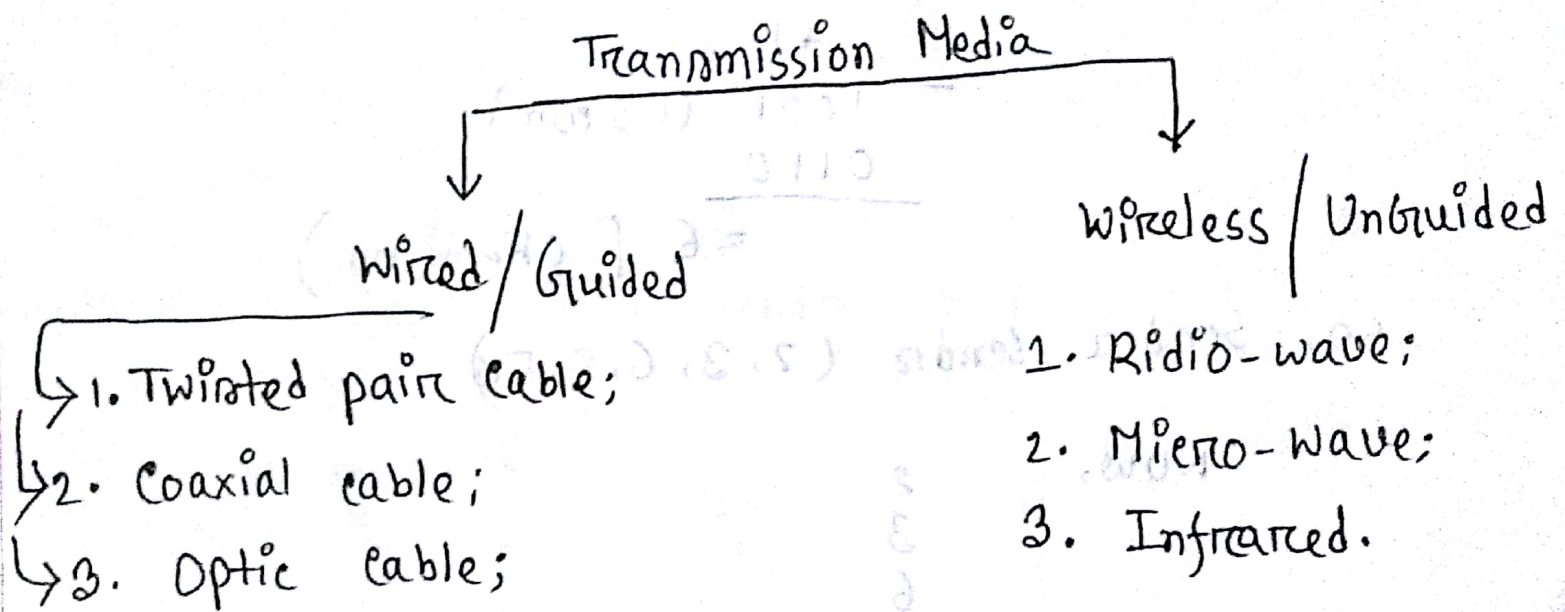 Transmission Media
Wired / Guided
Wireless / UnGuided
1. Twisted pair cable;
2. Coaxial cable;
3. Optic cable;
1. Ridio-wave;
2. Micro-wave;
3. Infrared.